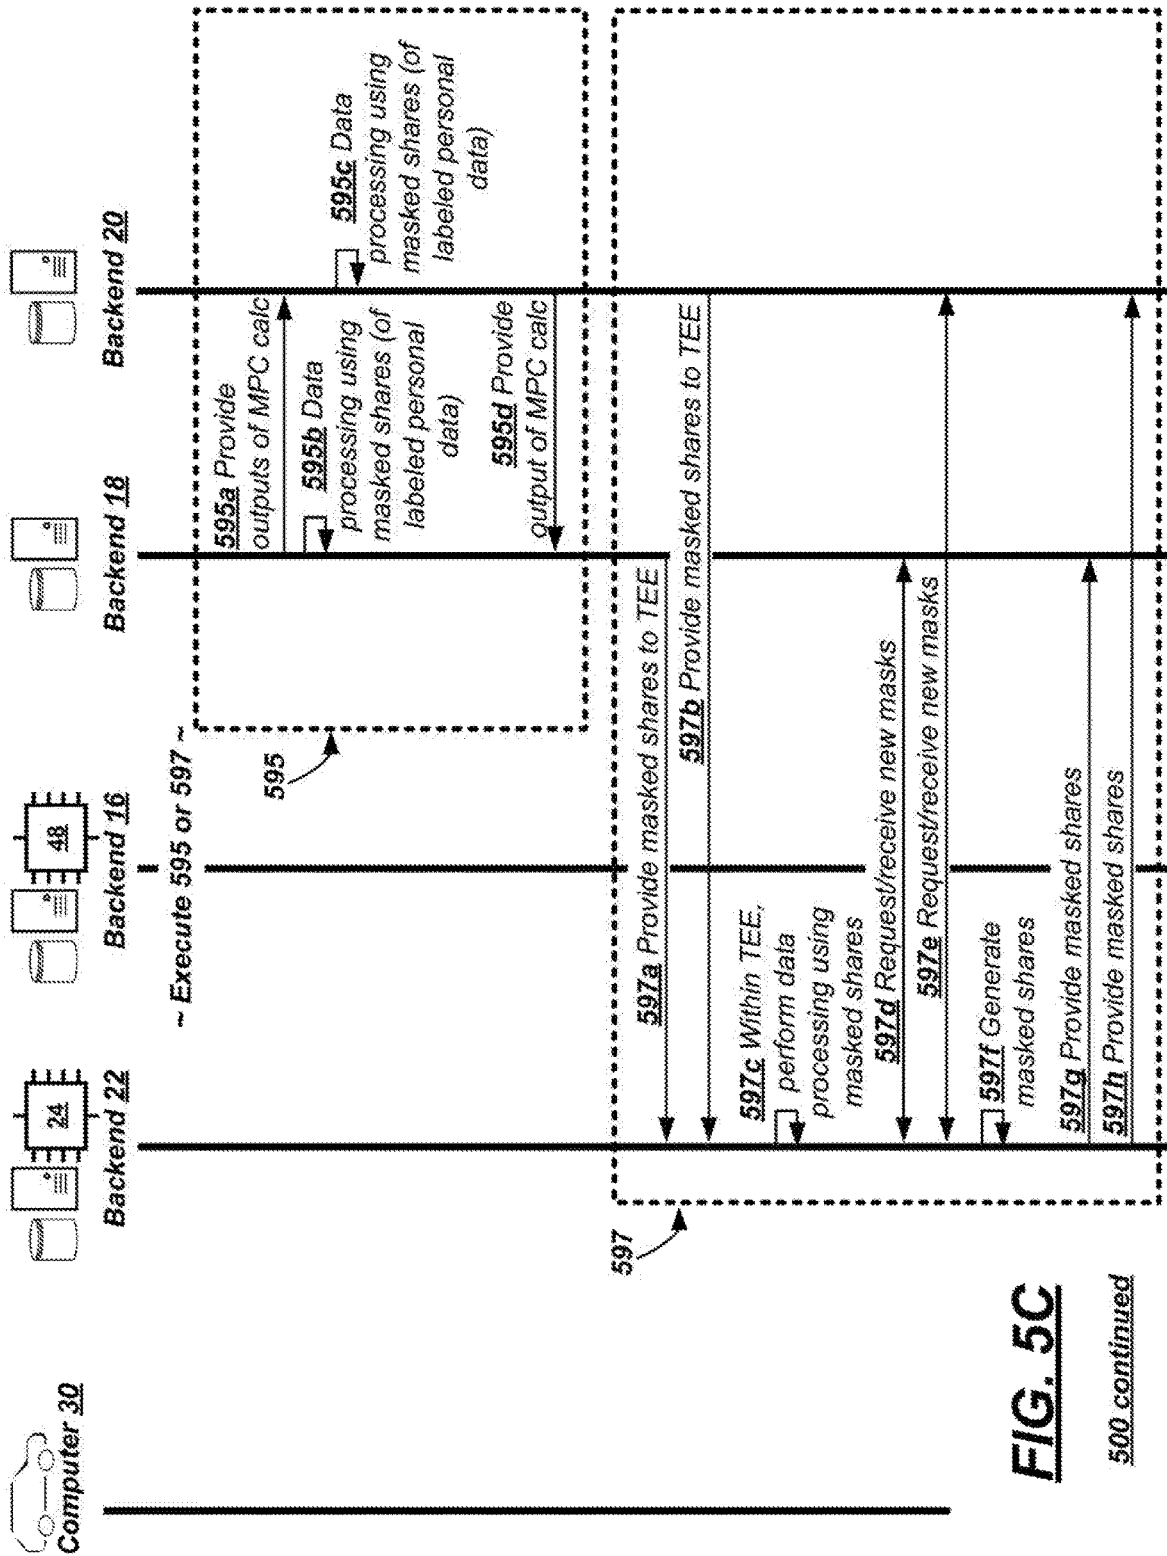 Computer 30
24
Backend 22
48
Backend 16
Backend 18
Backend 20
~ Execute 595 or 597 ~
595
595a Provide
outputs of MPC calc
595b Data
processing using
masked shares (of
labeled personal
data)
595c Data
processing using
masked shares (of
labeled personal
data)
595d Provide
output of MPC calc
597
597a Provide masked shares to TEE
597b Provide masked shares to TEE
597c Within TEE,
perform data
processing using
masked shares
597d Request/receive new masks
597e Request/receive new masks
597f Generate
masked shares
597g Provide masked shares
597h Provide masked shares
FIG. 5C
500 continued